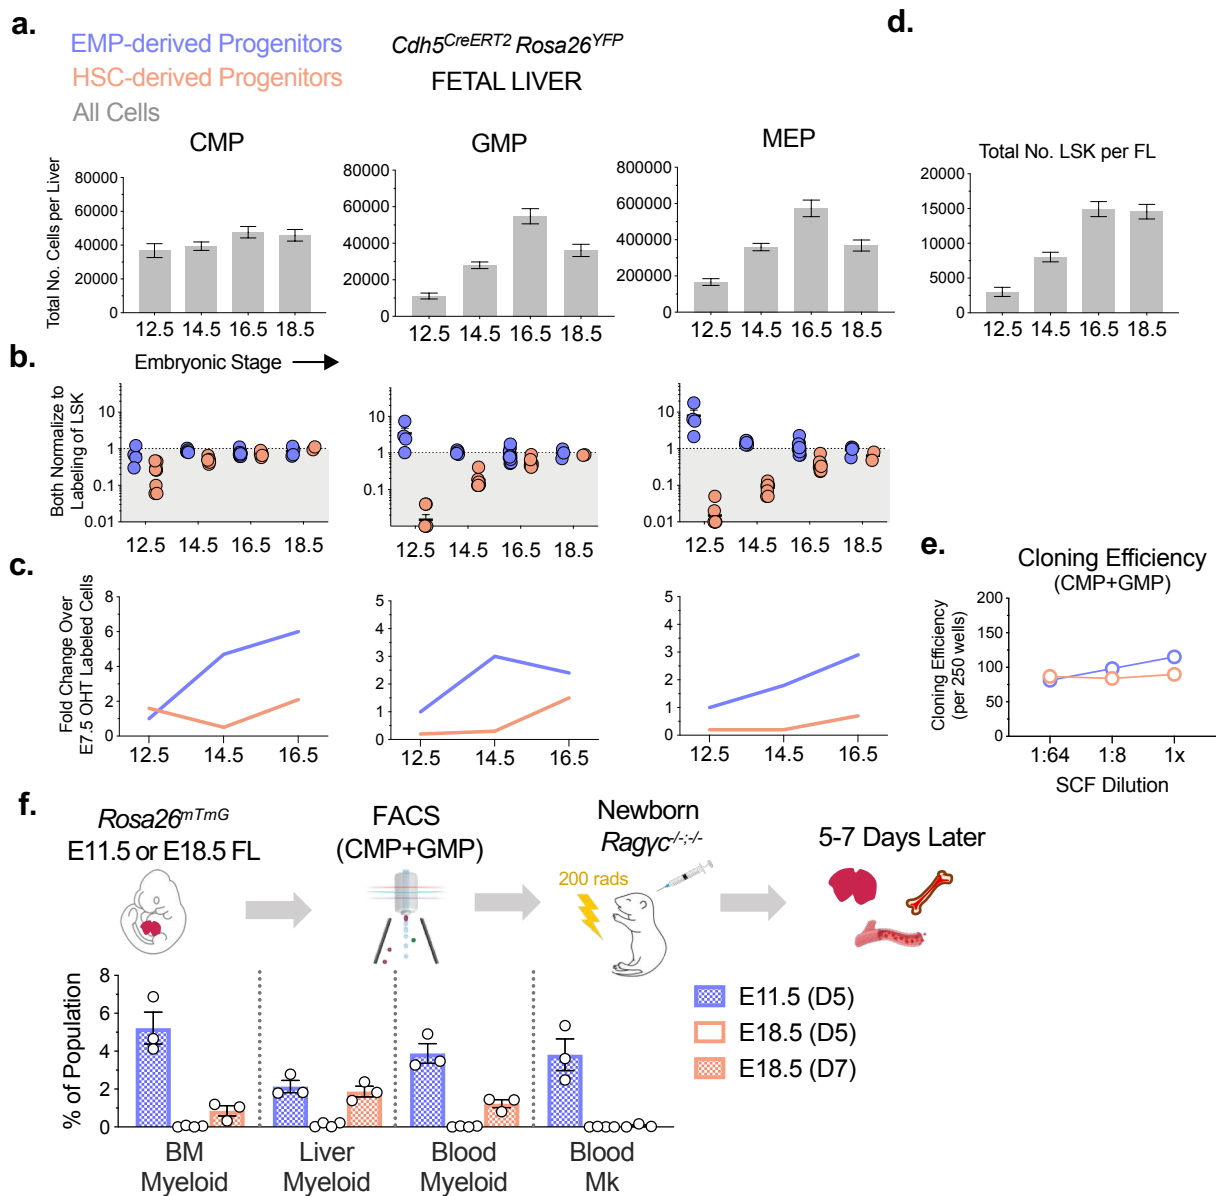 a.
EMP-derived Progenitors
HSC-derived Progenitors
All Cells
Cdh5CreERT2 Rosa26YFP
FETAL LIVER
d.
CMP
GMP
MEP
Total No. LSK per FL
Total No. Cells per Liver
80000
60000
40000
20000
0
12.5 14.5 16.5 18.5
80000
60000
40000
20000
0
12.5 14.5 16.5 18.5
800000
600000
400000
200000
0
12.5 14.5 16.5 18.5
20000
15000
10000
5000
0
12.5 14.5 16.5 18.5
b.
Embryonic Stage
Both Normalize to
Labeling of LSK
10
1
0.1
0.01
12.5 14.5 16.5 18.5
10
1
0.1
12.5 14.5 16.5 18.5
10
1
0.1
0.01
12.5 14.5 16.5 18.5
c.
Fold Change Over
E7.5 OHT Labeled Cells
8
6
4
2
0
12.5 14.5 16.5
5
4
3
2
1
0
12.5 14.5 16.5
5
4
3
2
1
0
12.5 14.5 16.5
e.
Cloning Efficiency
(CMP+GMP)
Cloning Efficiency
(per 250 wells)
200
150
100
50
0
1:64 1:8 1x
SCF Dilution
f.
Rosa26mTmG
E11.5 or E18.5 FL
FACS
(CMP+GMP)
Newborn
Ragγc-/-;-/-
200 rads
5-7 Days Later
% of Population
8
6
4
2
0
BM
Myeloid
Liver
Myeloid
Blood
Myeloid
Blood
Mk
E11.5 (D5)
E18.5 (D5)
E18.5 (D7)